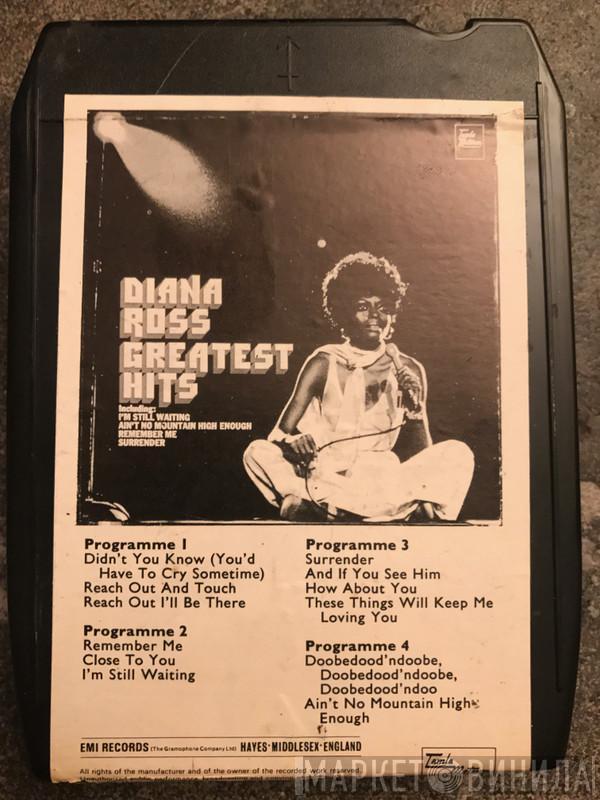 DIANA
ROSS
GREATEST
HITS
Including:
I'M STILL WAITING
AIN'T NO MOUNTAIN HIGH ENOUGH
REMEMBER ME
SURRENDER
Programme 1
Didn't You Know (You'd
Have To Cry Sometime)
Reach Out And Touch
Reach Out I'll Be There
Programme 2
Remember Me
Close To You
I'm Still Waiting
Programme 3
Surrender
And If You See Him
How About You
These Things Will Keep Me
Loving You
Programme 4
Doobedood'ndoobe,
Doobedood'ndoobe,
Doobedood'ndoo
Ain't No Mountain High
Enough
EMI RECORDS (The Gramophone Company Ltd) HAYES·MIDDLESEX·ENGLAND
All rights of the manufacturer and of the owner of the recorded work reserved.
Tamla
МАРКЕТ ВИНИЛА